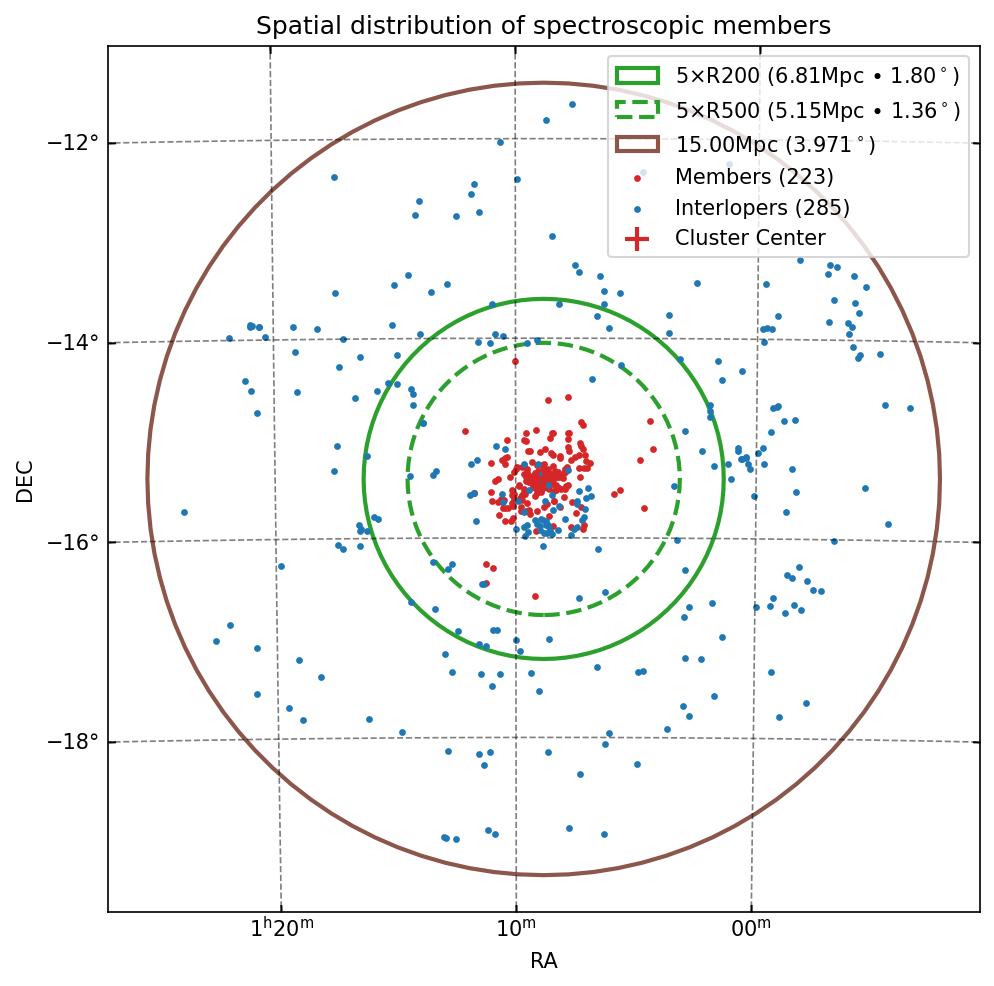 Spatial distribution of spectroscopic members
5×R200 (6.81Mpc • 1.80°)
5×R500 (5.15Mpc • 1.36°)
15.00Mpc (3.971°)
Members (223)
Interlopers (285)
Cluster Center
−12°
−14°
−16°
−18°
DEC
1ʰ20ᵐ 10ᵐ 00ᵐ
RA